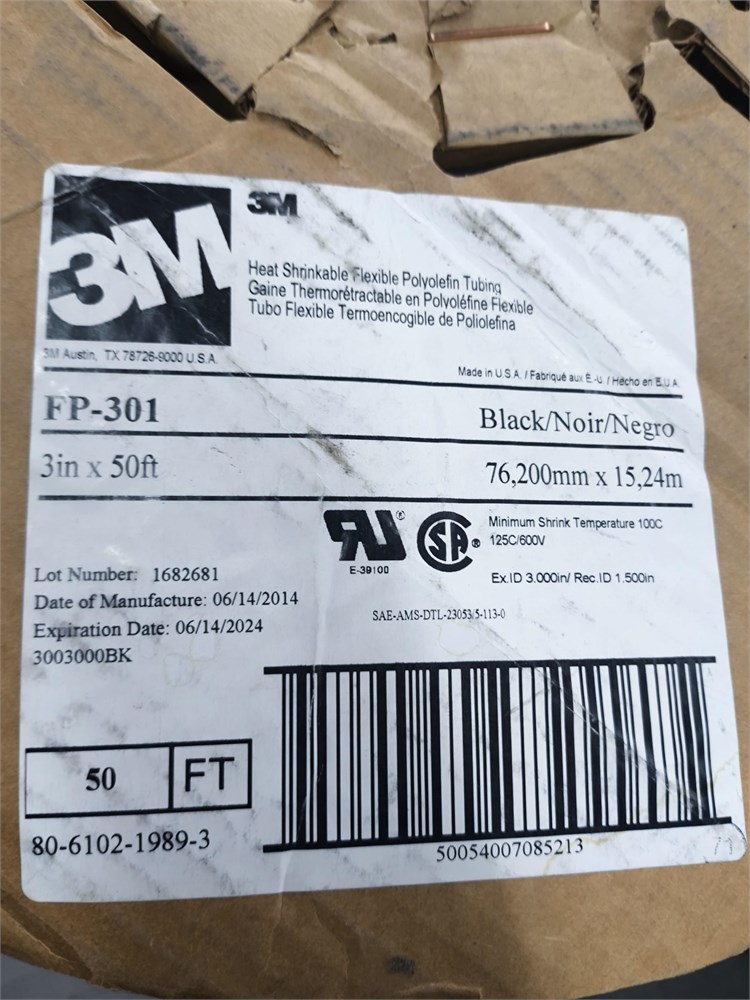 3M
3M
Heat Shrinkable Flexible Polyolefin Tubing
Gaine Thermorétractable en Polyoléfine Flexible
Tubo Flexible Termoencogible de Poliolefina
3M Austin, TX 78726-9000 U.S.A.
Made in U.S.A. / Fabriqué aux É.-U. / Hecho en E.U.A.
FP-301
Black/Noir/Negro
3in x 50ft
76,200mm x 15,24m
RU ®
E-39100
SA ®
Minimum Shrink Temperature 100C
125C/600V
Ex.ID 3.000in/ Rec.ID 1.500in
Lot Number: 1682681
Date of Manufacture: 06/14/2014
Expiration Date: 06/14/2024
3003000BK
SAE-AMS-DTL-23053/5-113-0
50 FT
80-6102-1989-3
50054007085213
71